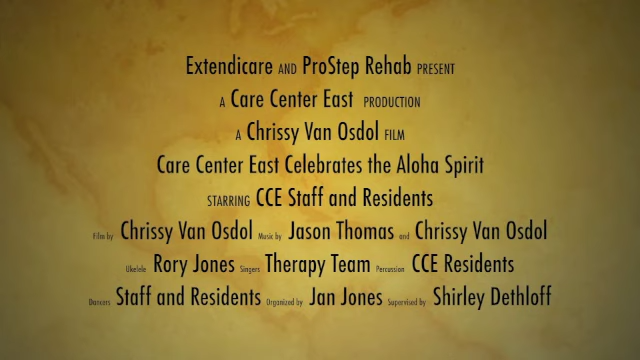 Extendicare AND ProStep Rehab PRESENT
A Care Center East PRODUCTION
A Chrissy Van Osdol FILM
Care Center East Celebrates the Aloha Spirit
STARRING CCE Staff and Residents
Film by Chrissy Van Osdol Music by Jason Thomas and Chrissy Van Osdol
Ukelele Rory Jones Singers Therapy Team Percussion CCE Residents
Dancers Staff and Residents Organized by Jan Jones Supervised by Shirley Dethloff